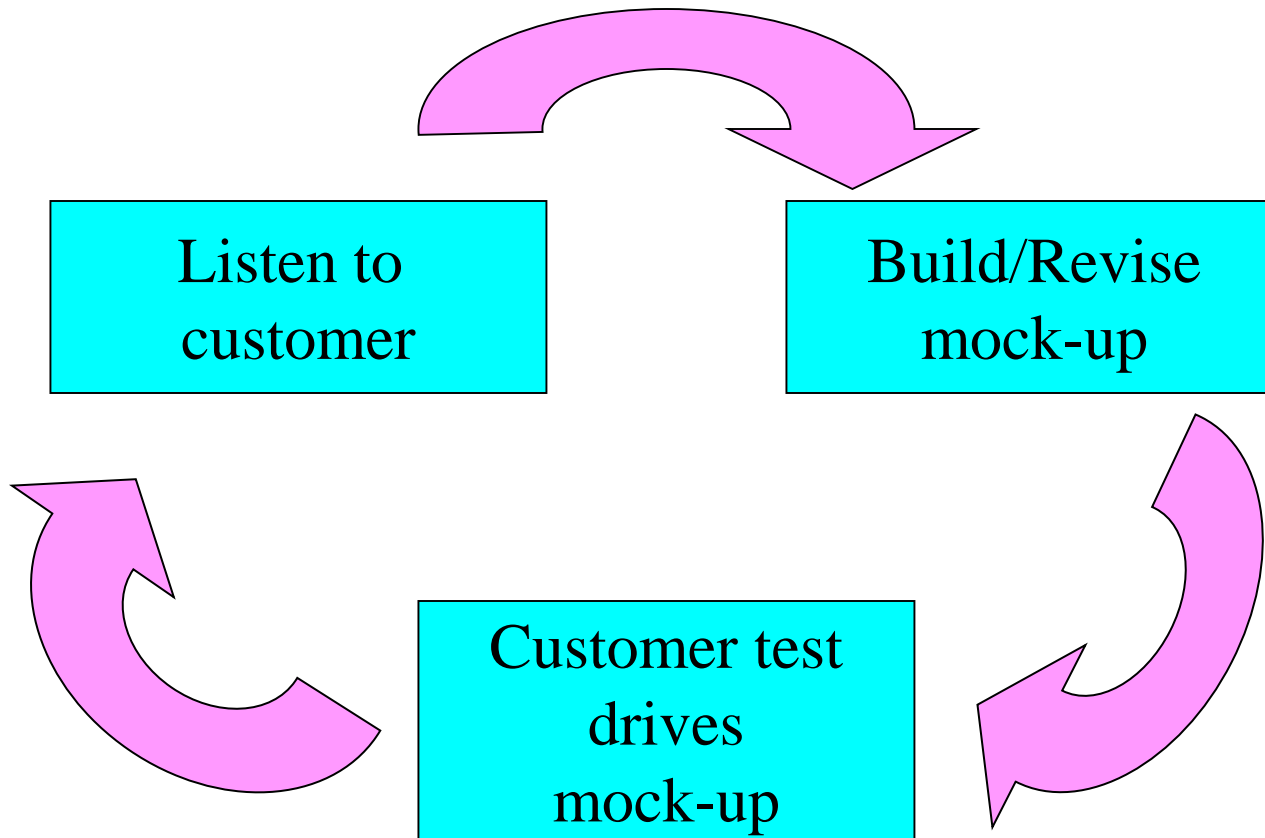 Listen to
customer
Build/Revise
mock-up
Customer test
drives
mock-up